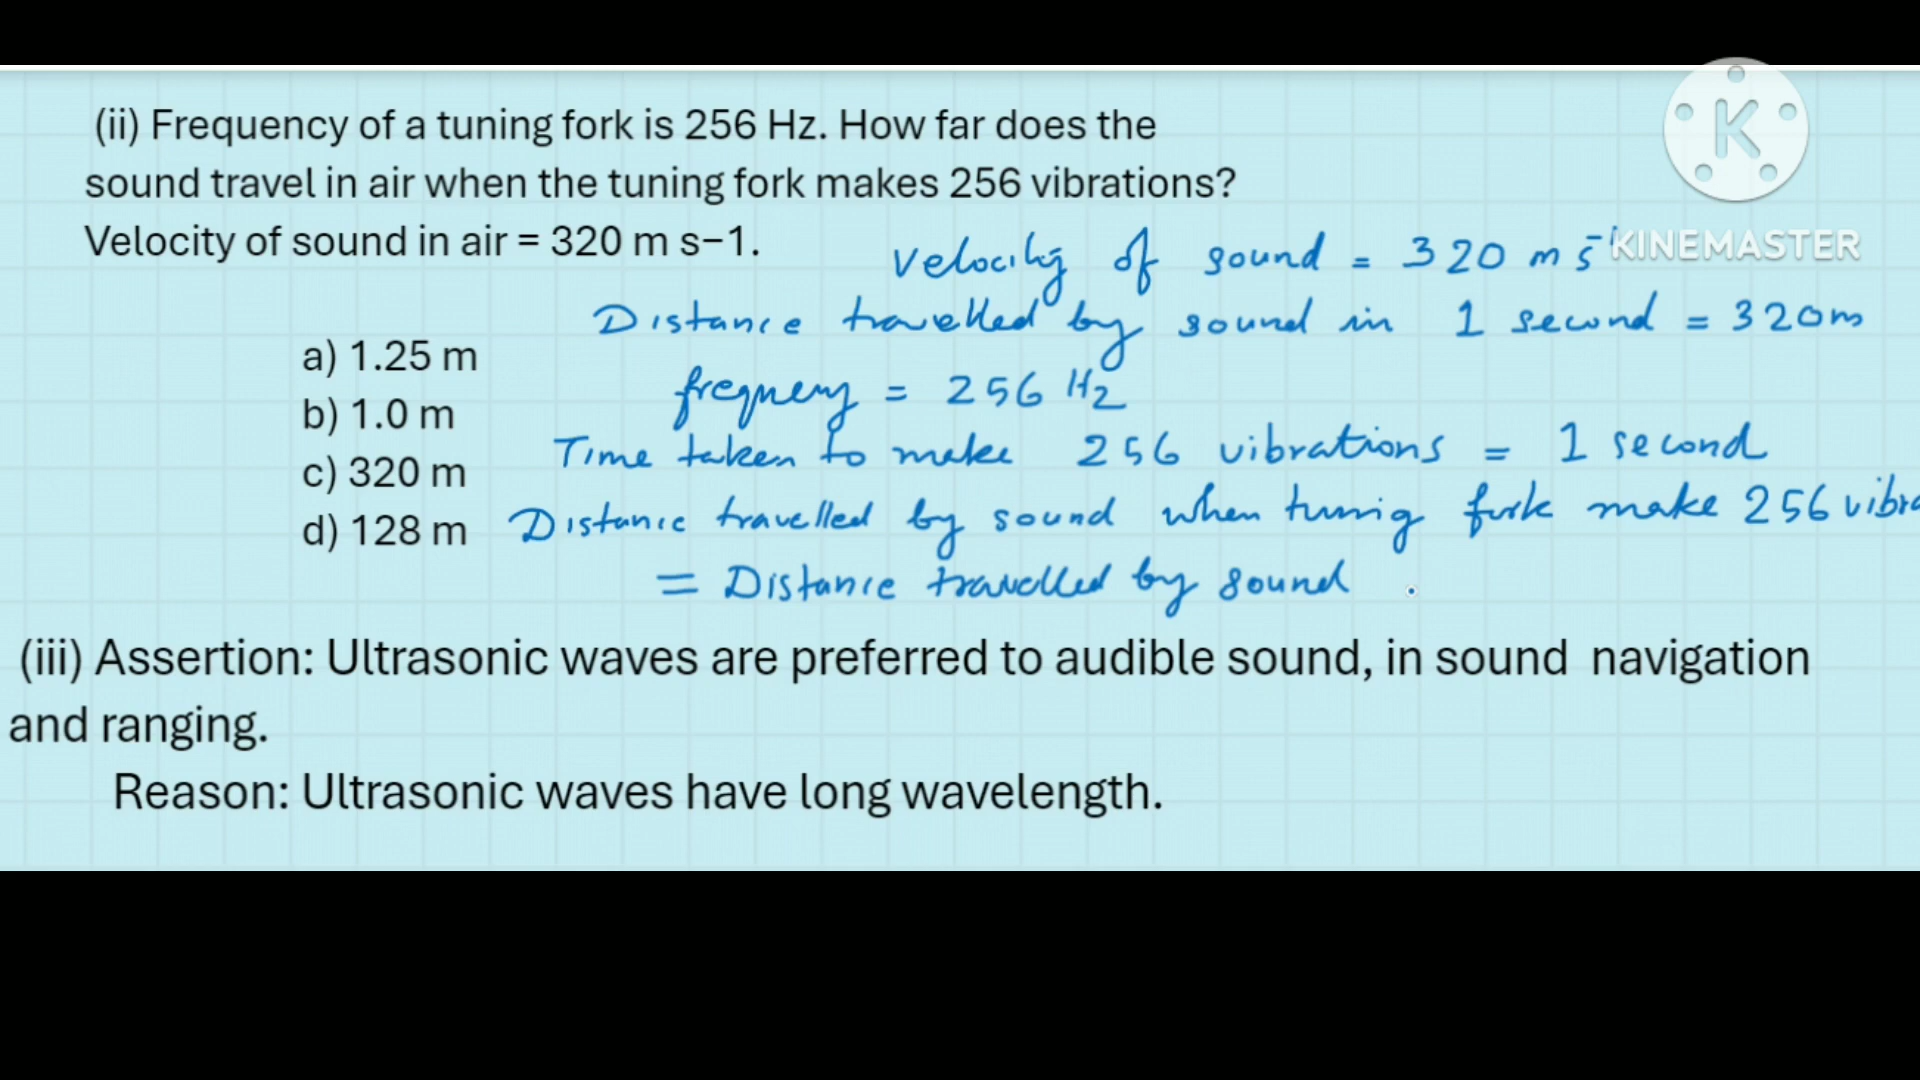 (ii) Frequency of a tuning fork is 256 Hz. How far does the
sound travel in air when the tuning fork makes 256 vibrations?
Velocity of sound in air = 320 m s−1.
a) 1.25 m
b) 1.0 m
c) 320 m
d) 128 m
K
KINEMASTER
Velocity of sound = 320 m s⁻¹
Distance travelled by sound in 1 second = 320m
frequency = 256 Hz
Time taken to make 256 vibrations = 1 second
Distance travelled by sound when tuning fork make 256 vibra
= Distance travelled by sound
(iii) Assertion: Ultrasonic waves are preferred to audible sound, in sound navigation
and ranging.
Reason: Ultrasonic waves have long wavelength.